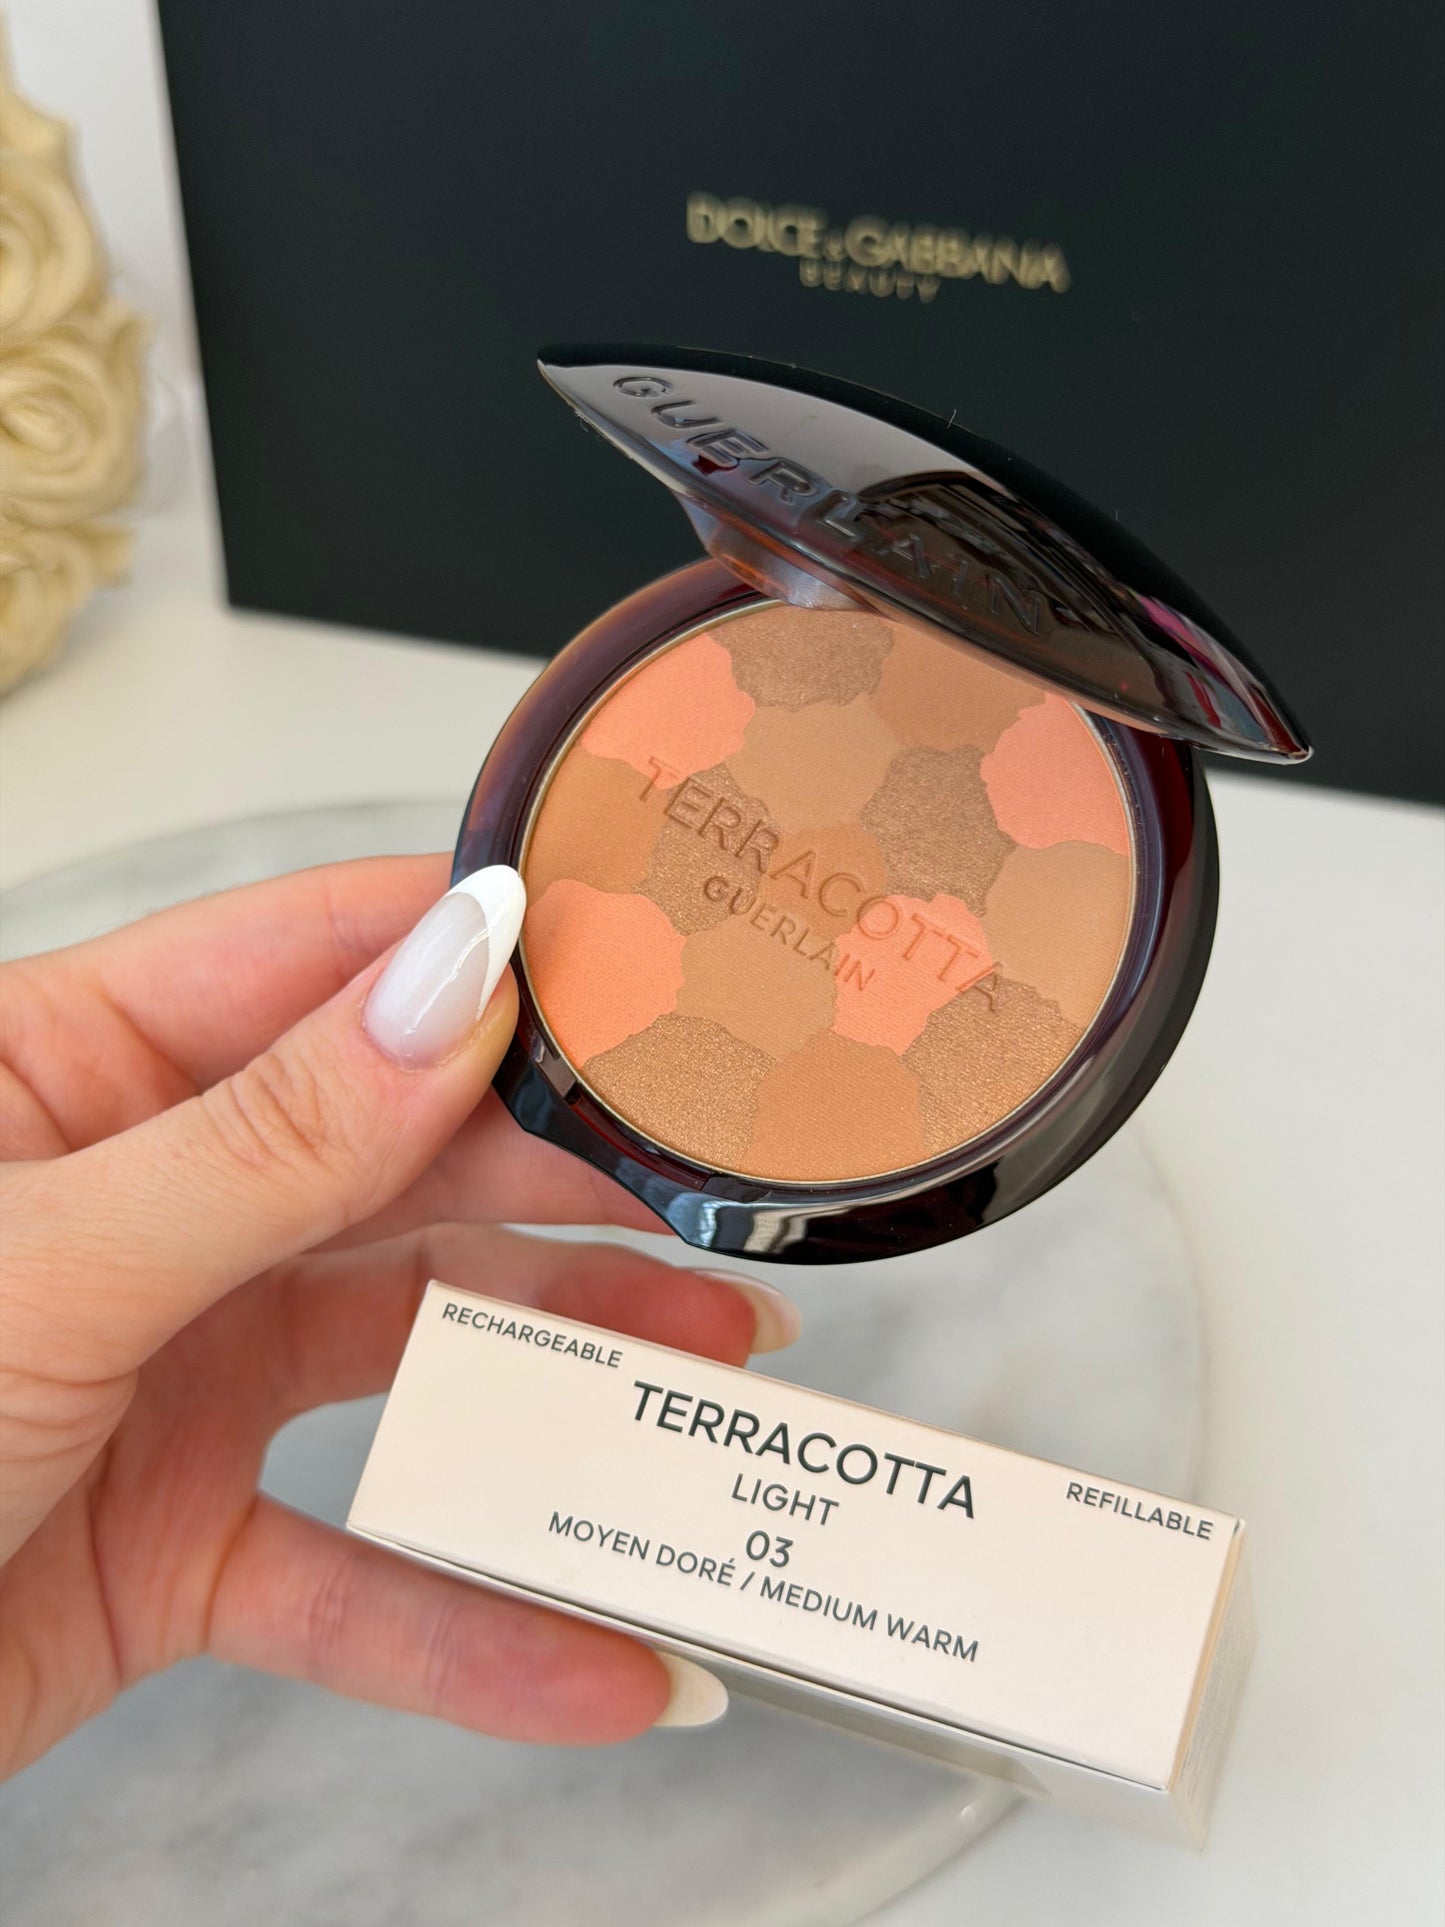 DOLCE & GABBANA
BEAUTY
GUERLAIN
TERRACOTTA
GUERLAIN
RECHARGEABLE
TERRACOTTA
REFILLABLE
LIGHT
03
MOYEN DORÉ / MEDIUM WARM